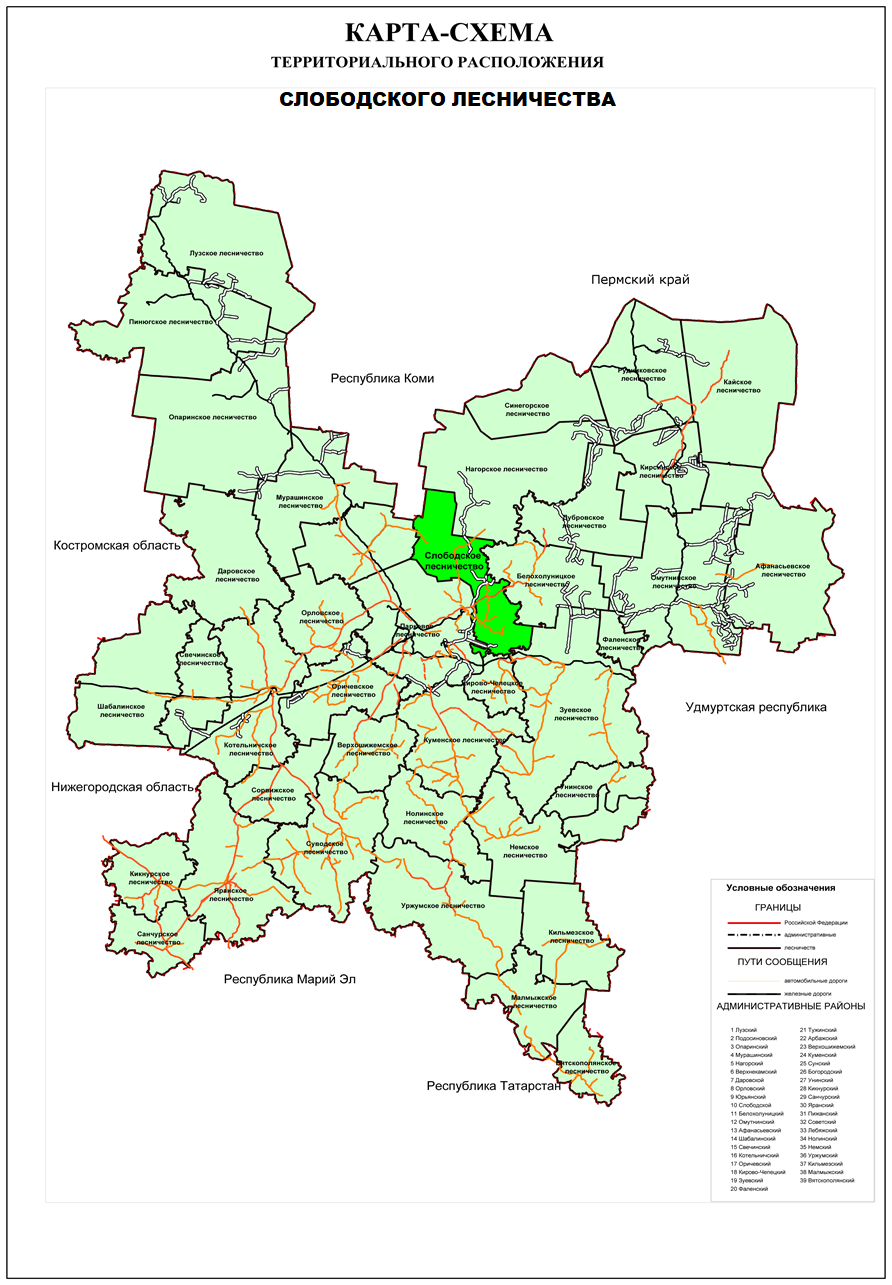 КАРТА-СХЕМА
ТЕРРИТОРИАЛЬНОГО РАСПОЛОЖЕНИЯ
СЛОБОДСКОГО ЛЕСНИЧЕСТВА
Лузское лесничество
Пермский край
Пинюгское лесничество
Республика Коми
Рудниковское
лесничество
Кайское
лесничество
Синегорское
лесничество
Опаринское лесничество
Нагорское лесничество
Кирсинское
лесничество
Мурашинское
лесничество
Дубровское
лесничество
Костромская область
Слободское
лесничество
Даровское
лесничество
Белохолуницкое
лесничество
Омутнинское
лесничество
Афанасьевское
лесничество
Орловское
лесничество
Парковое
лесничество
Фаленское
лесничество
Свечинское
лесничество
Оричевское
лесничество
Кирово-Чепецкое
лесничество
Шабалинское
лесничество
Зуевское
лесничество
Удмуртская республика
Котельничское
лесничество
Верхошижемское
лесничество
Куменское лесничество
Нижегородская область
Сорвижское
лесничество
Унинское
лесничество
Нолинское
лесничество
Суводское
лесничество
Немское
лесничество
Кикнурское
лесничество
Яранское
лесничество
Уржумское лесничество
Санчурское
лесничество
Кильмезское
лесничество
Республика Марий Эл
Малмыжское
лесничество
Вятскополянское
лесничество
Республика Татарстан
Условные обозначения
ГРАНИЦЫ
Российской Федерации
административные
лесничеств
ПУТИ СООБЩЕНИЯ
автомобильные дороги
железные дороги
АДМИНИСТРАТИВНЫЕ РАЙОНЫ
1 Лузский
2 Подосиновский
3 Опаринский
4 Мурашинский
5 Нагорский
6 Верхнекамский
7 Даровской
8 Орловский
9 Юрьянский
10 Слободской
11 Белохолуницкий
12 Омутнинский
13 Афанасьевский
14 Шабалинский
15 Свечинский
16 Котельничский
17 Оричевский
18 Кирово-Чепецкий
19 Зуевский
20 Фаленский
21 Тужинский
22 Арбажский
23 Верхошижемский
24 Куменский
25 Сунский
26 Богородский
27 Унинский
28 Кикнурский
29 Санчурский
30 Яранский
31 Пижанский
32 Советский
33 Лебяжский
34 Нолинский
35 Немский
36 Уржумский
37 Кильмезский
38 Малмыжский
39 Вятскополянский